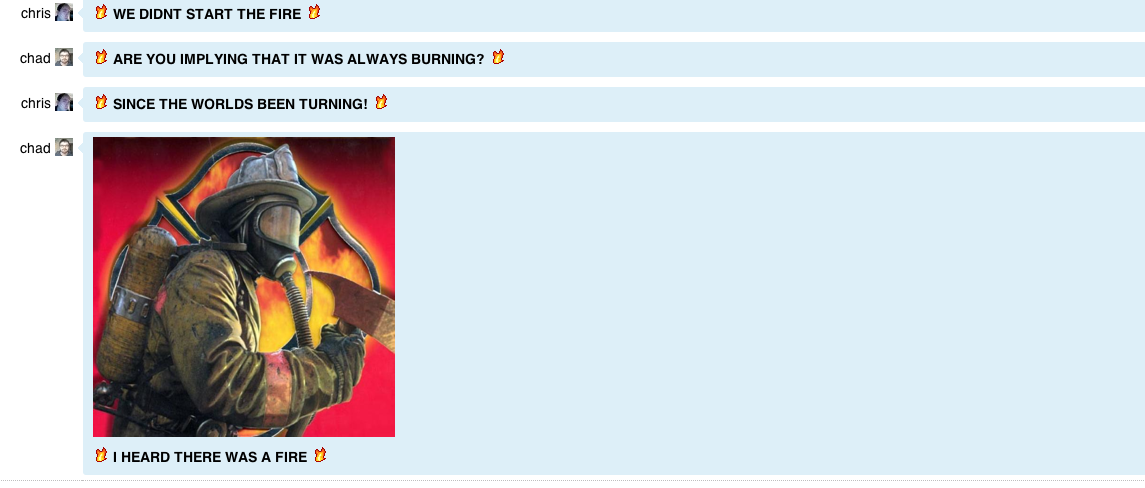 chris 🔥 WE DIDNT START THE FIRE 🔥
chad 🔥 ARE YOU IMPLYING THAT IT WAS ALWAYS BURNING? 🔥
chris 🔥 SINCE THE WORLDS BEEN TURNING! 🔥
chad
🔥 I HEARD THERE WAS A FIRE 🔥